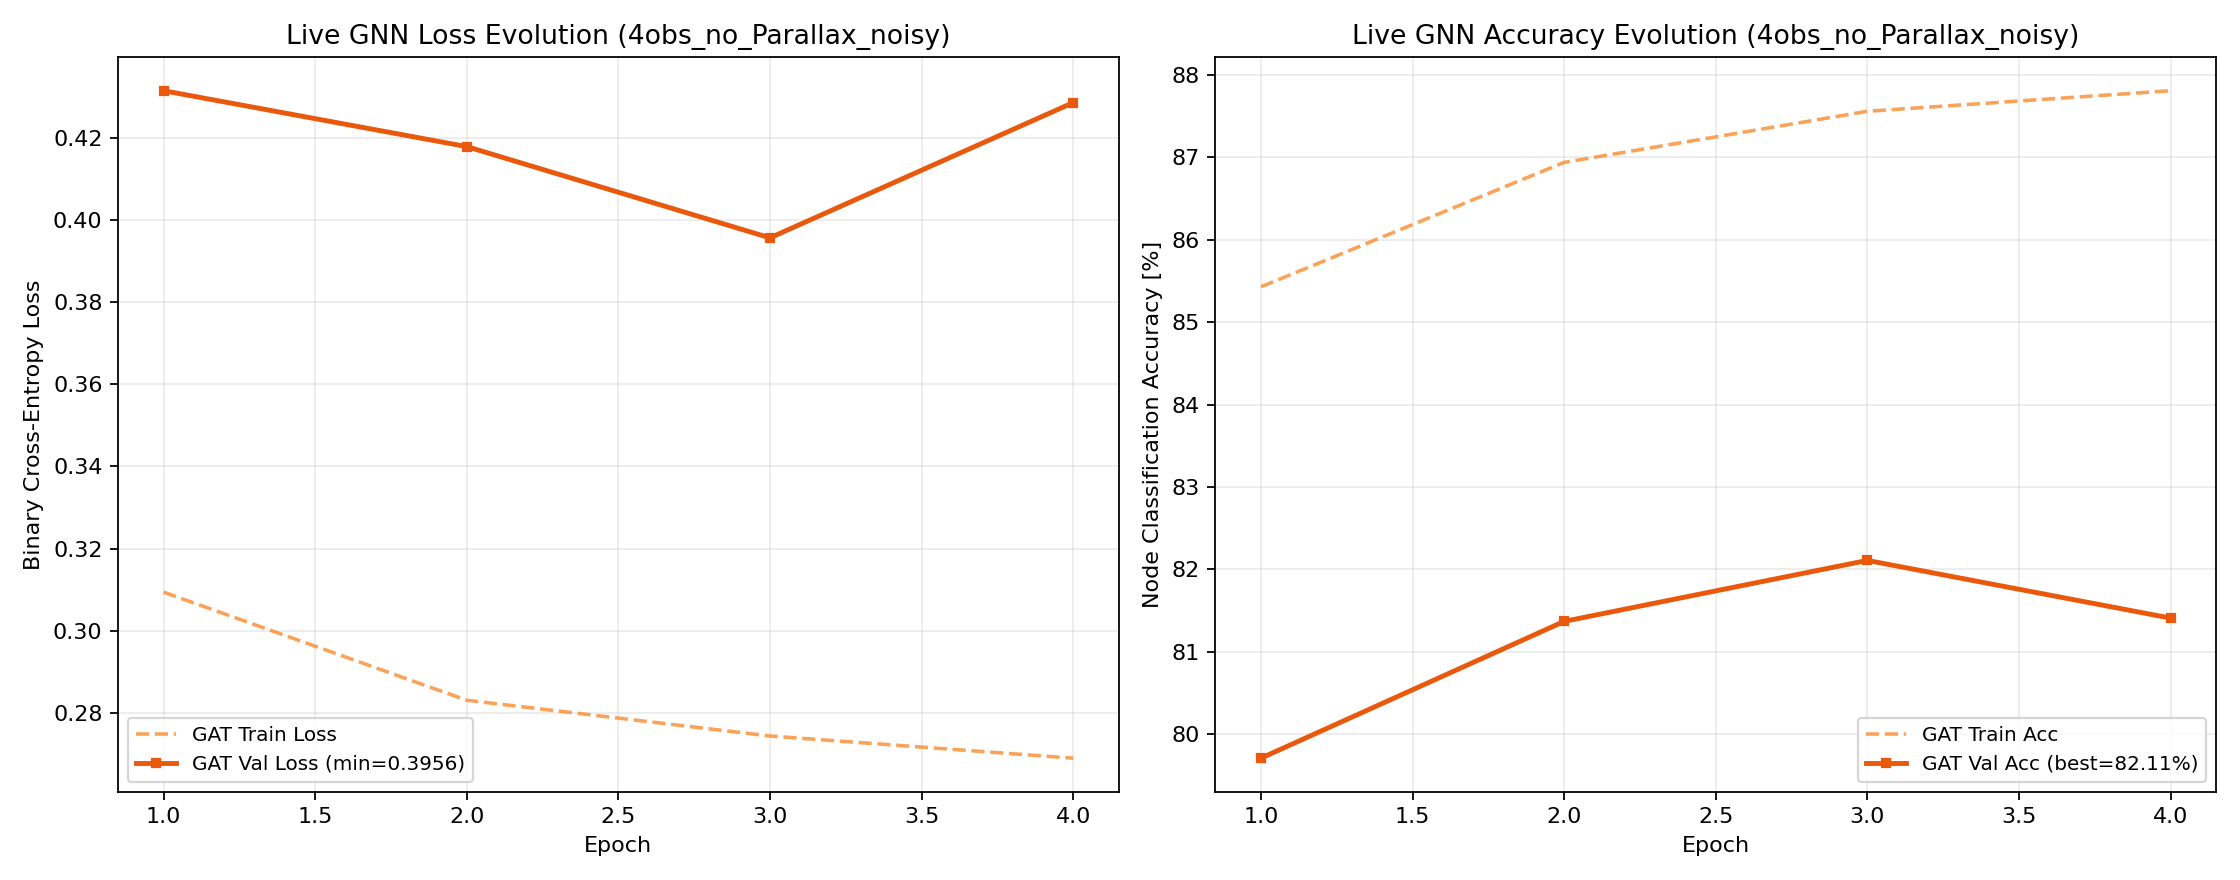 Live GNN Loss Evolution (4obs_no_Parallax_noisy)
Binary Cross-Entropy Loss
0.42
0.40
0.38
0.36
0.34
0.32
0.30
0.28
GAT Train Loss
GAT Val Loss (min=0.3956)
1.0 1.5 2.0 2.5 3.0 3.5 4.0
Epoch
Live GNN Accuracy Evolution (4obs_no_Parallax_noisy)
Node Classification Accuracy [%]
88
87
86
85
84
83
82
81
80
GAT Train Acc
GAT Val Acc (best=82.11%)
1.0 1.5 2.0 2.5 3.0 3.5 4.0
Epoch